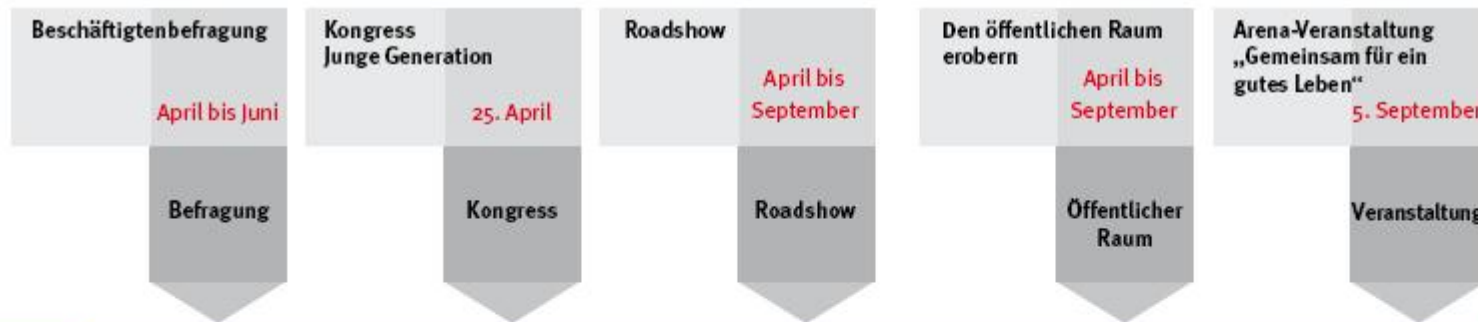 Beschäftigtenbefragung
April bis Juni
Befragung
Kongress
Junge Generation
25. April
Kongress
Roadshow
April bis
September
Roadshow
Den öffentlichen Raum
erobern
April bis
September
Öffentlicher
Raum
Arena-Veranstaltung
„Gemeinsam für ein
gutes Leben“
5. September
Veranstaltung